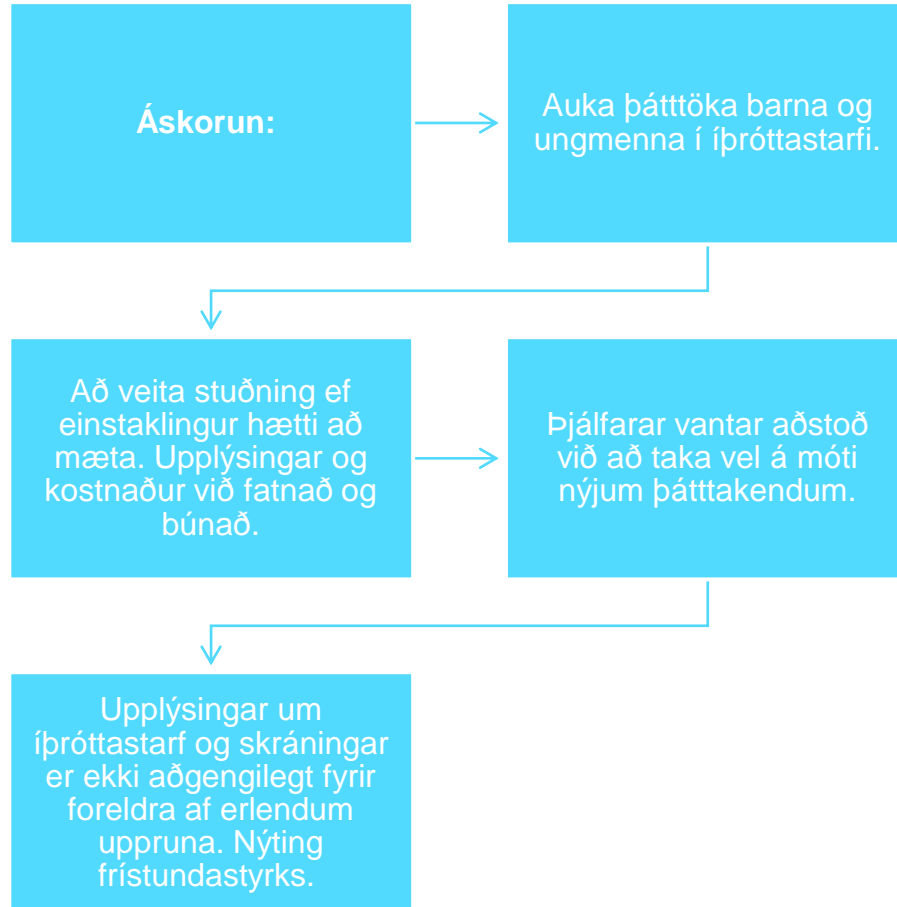 Áskorun:
Auka þátttöka barna og
ungmenna í íþróttastarfi.
Að veita stuðning ef
einstaklingur hætti að
mæta. Upplýsingar og
kostnaður við fatnað og
búnað.
Þjálfarar vantar aðstoð
við að taka vel á móti
nýjum þátttakendum.
Upplýsingar um
íþróttastarf og skráningar
er ekki aðgengilegt fyrir
foreldra af erlendum
uppruna. Nýting
frístundastyrks.